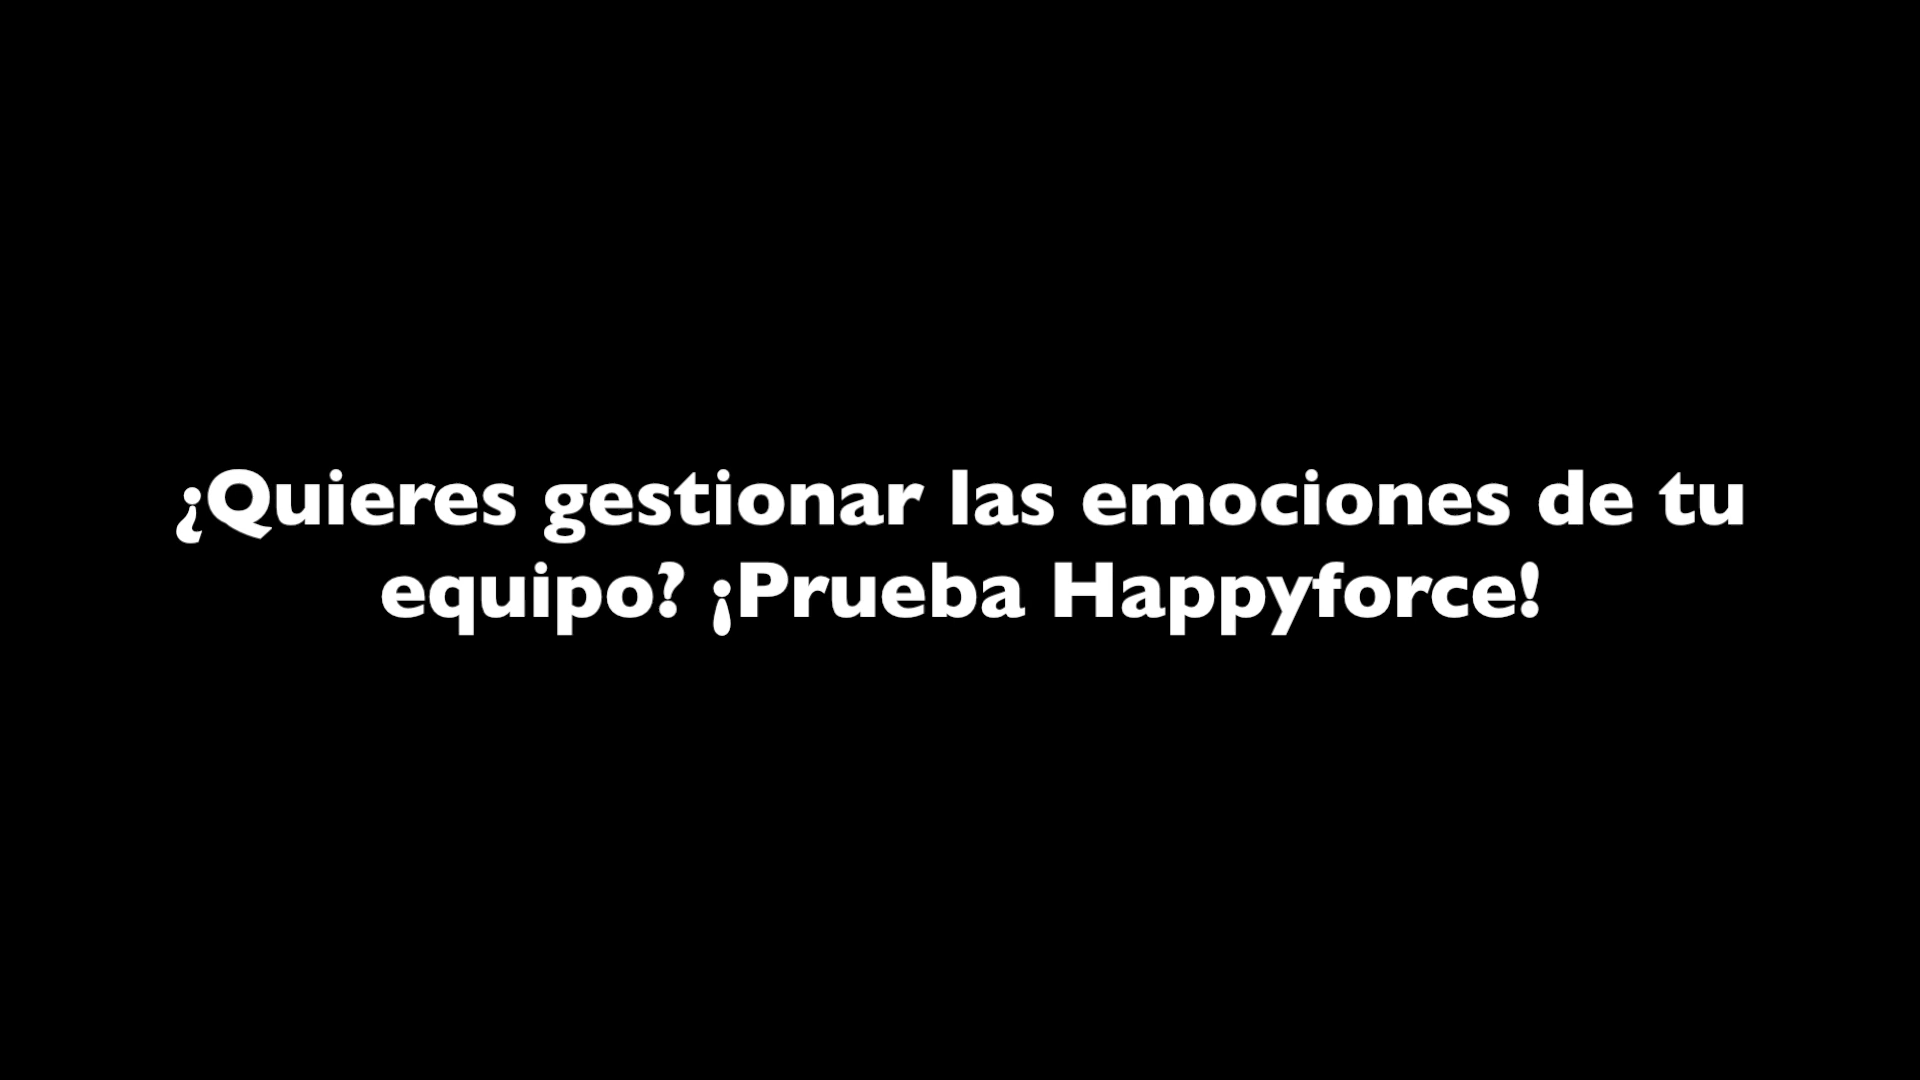 ¿Quieres gestionar las emociones de tu
equipo? ¡Prueba Happyforce!